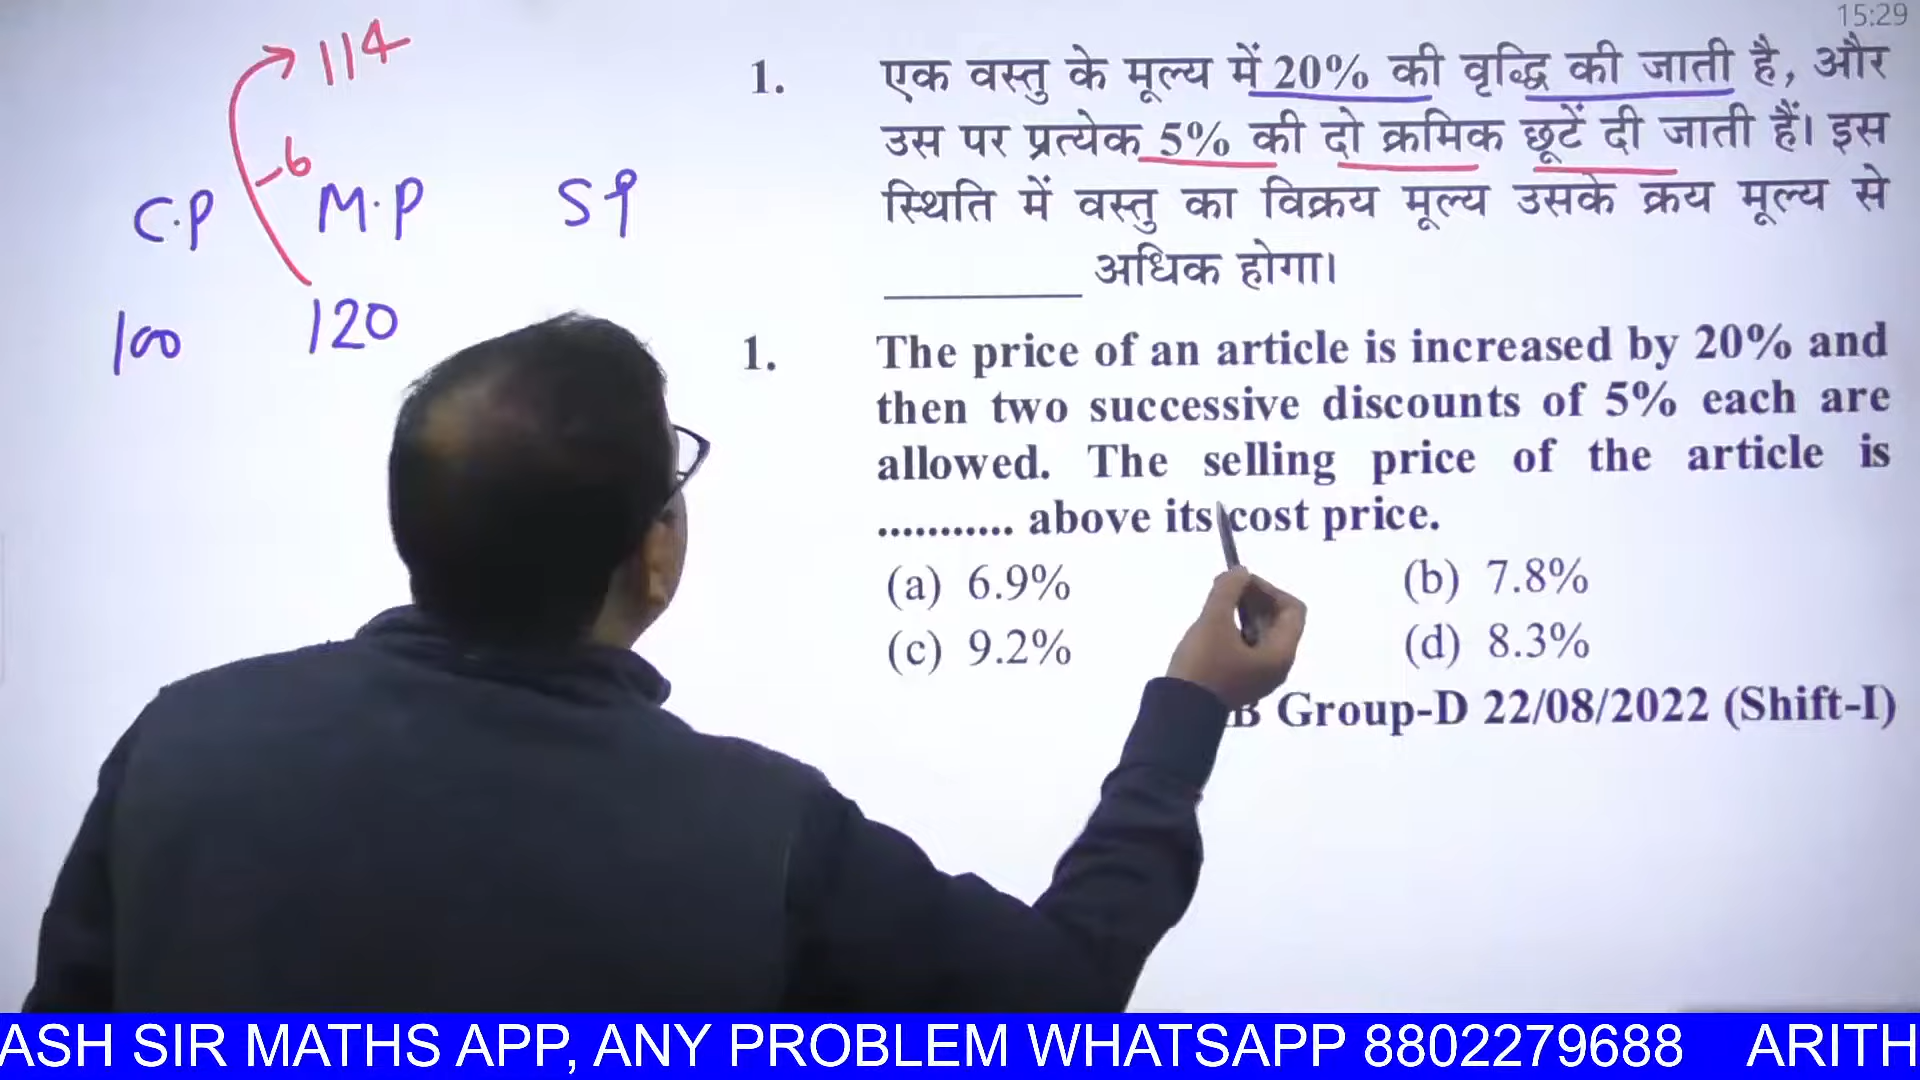 15:29
114
-6
C.P M.P SP
100 120
1. एक वस्तु के मूल्य में 20% की वृद्धि की जाती है, और
उस पर प्रत्येक 5% की दो क्रमिक छूटें दी जाती हैं। इस
स्थिति में वस्तु का विक्रय मूल्य उसके क्रय मूल्य से
_________ अधिक होगा।
1. The price of an article is increased by 20% and
then two successive discounts of 5% each are
allowed. The selling price of the article is
........... above its cost price.
(a) 6.9% (b) 7.8%
(c) 9.2% (d) 8.3%
B Group-D 22/08/2022 (Shift-I)
ASH SIR MATHS APP, ANY PROBLEM WHATSAPP 8802279688 ARITH